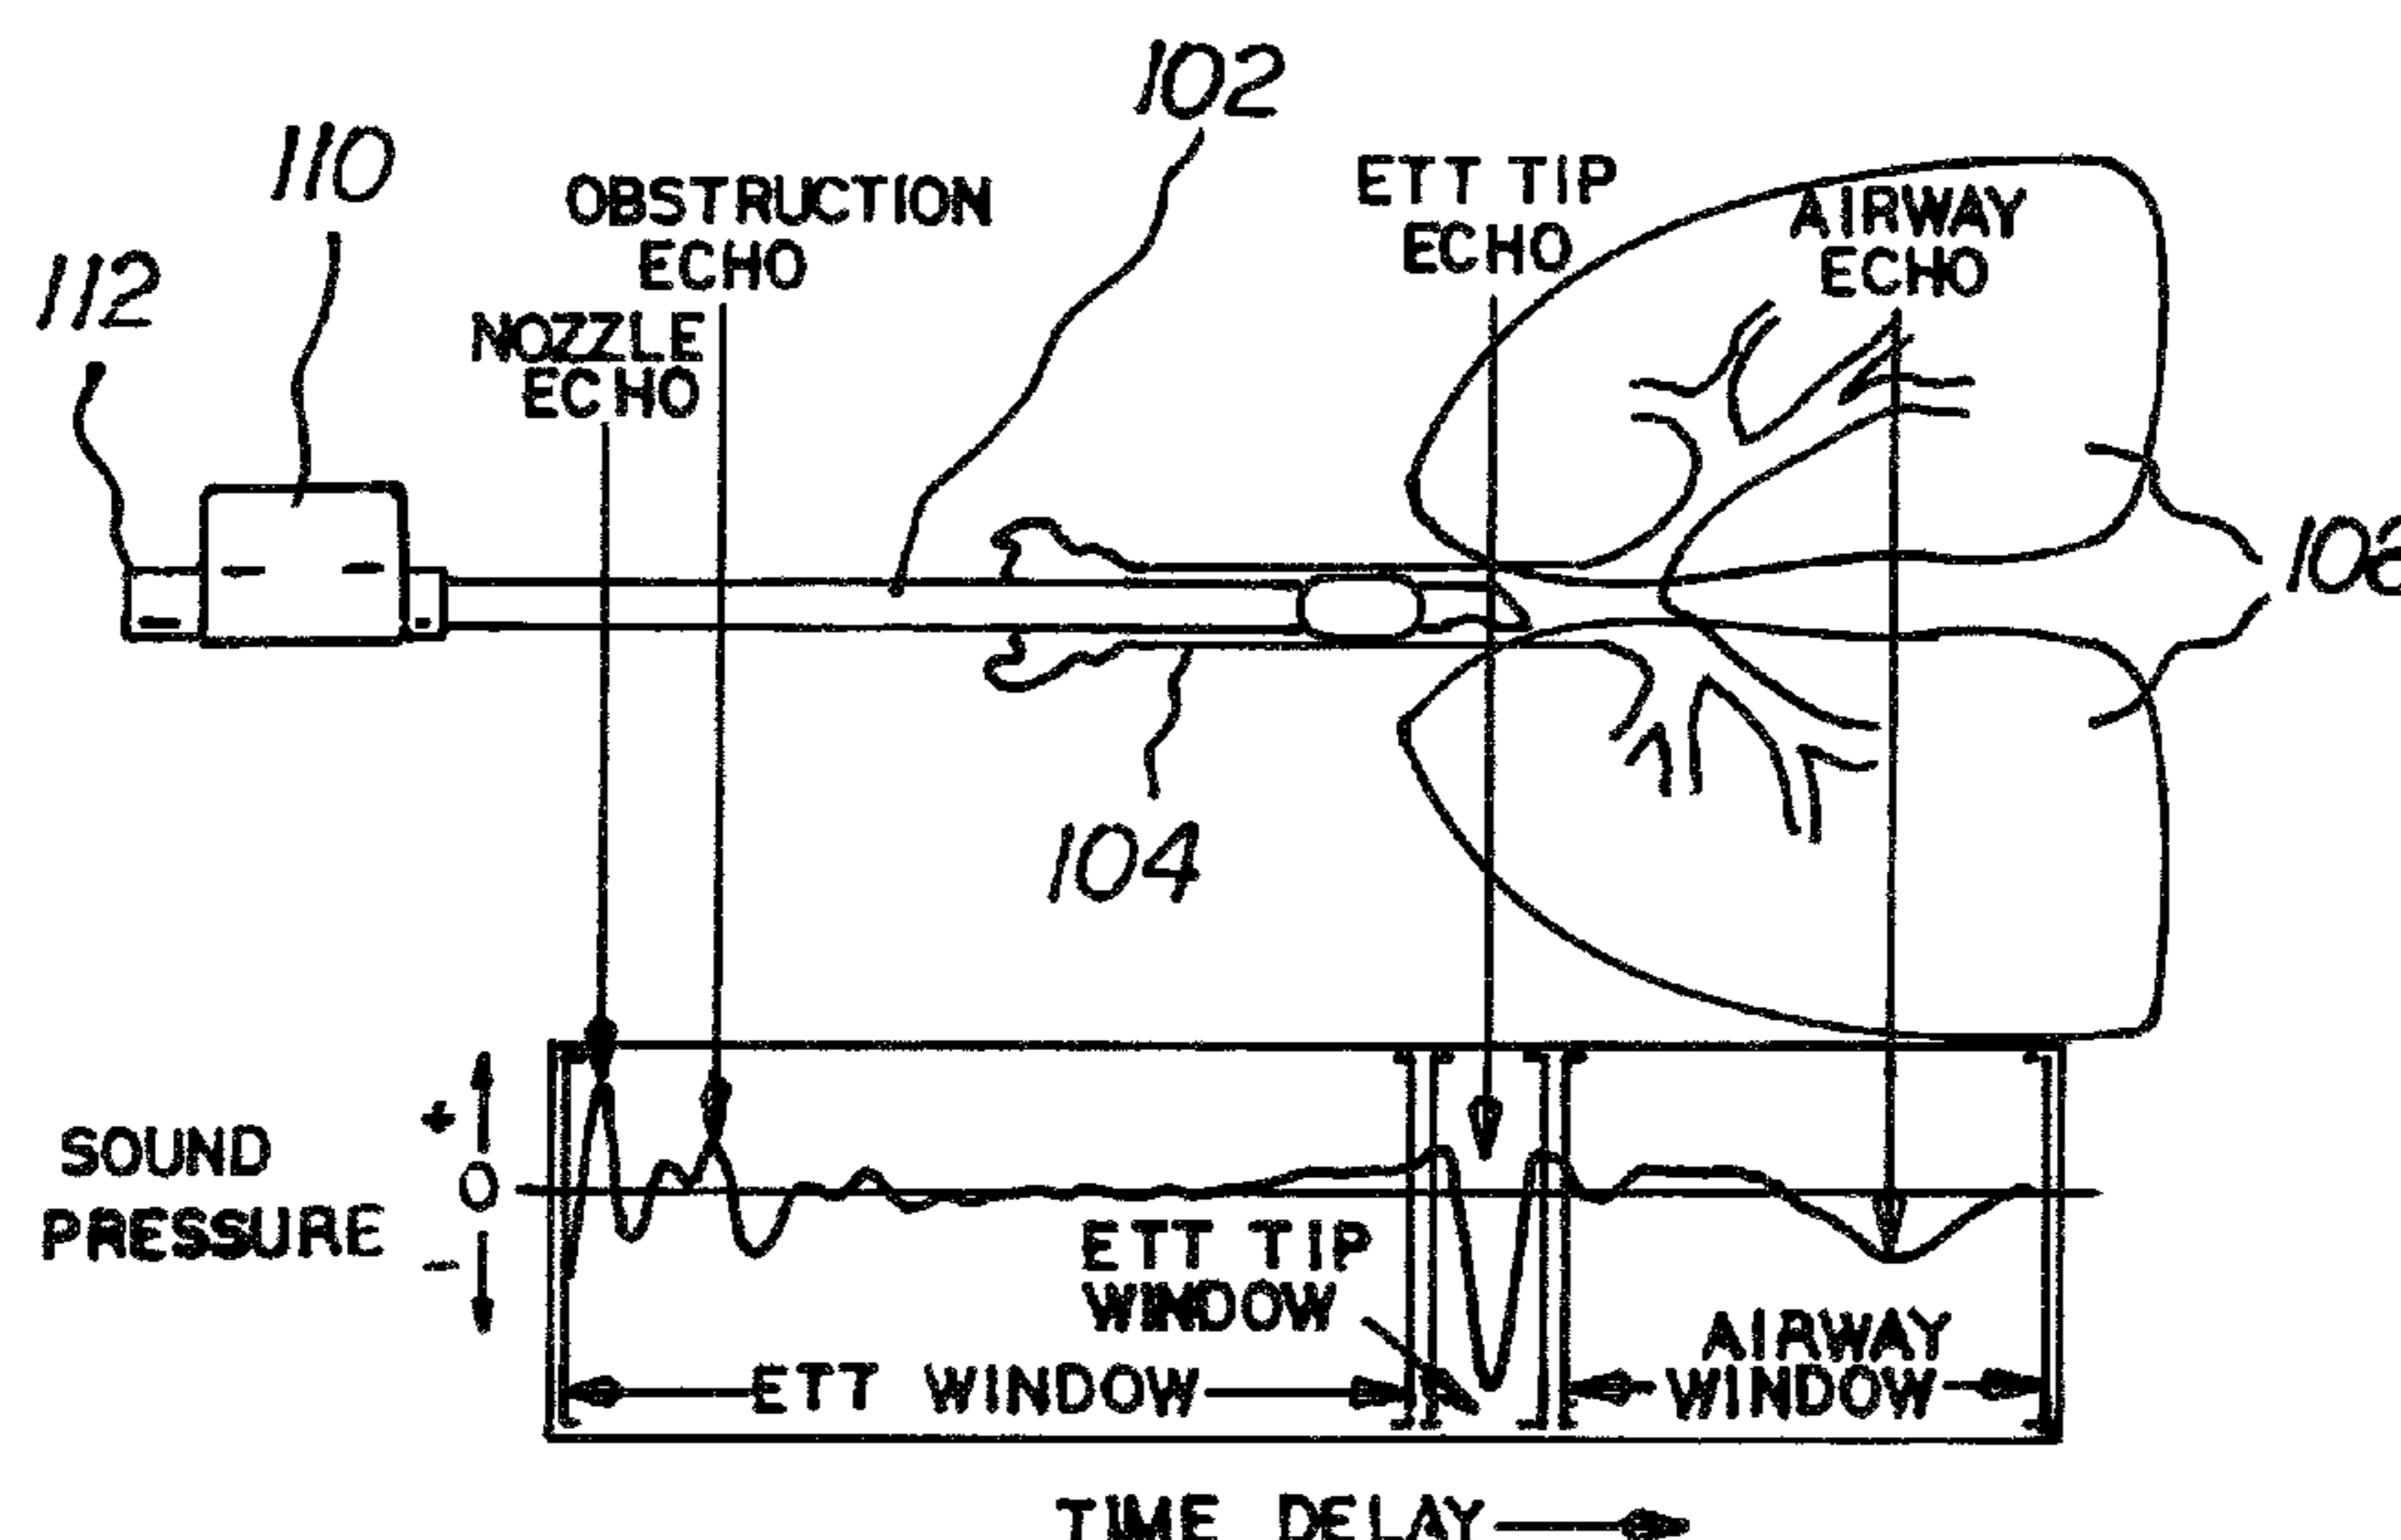 102
110
OBSTRUCTION
ECHO
ETT TIP
ECHO
AIRWAY
ECHO
112
NOZZLE
ECHO
104
SOUND
PRESSURE
+
0
-
ETT TIP
WINDOW
ETT WINDOW
AIRWAY
WINDOW
TIME DELAY